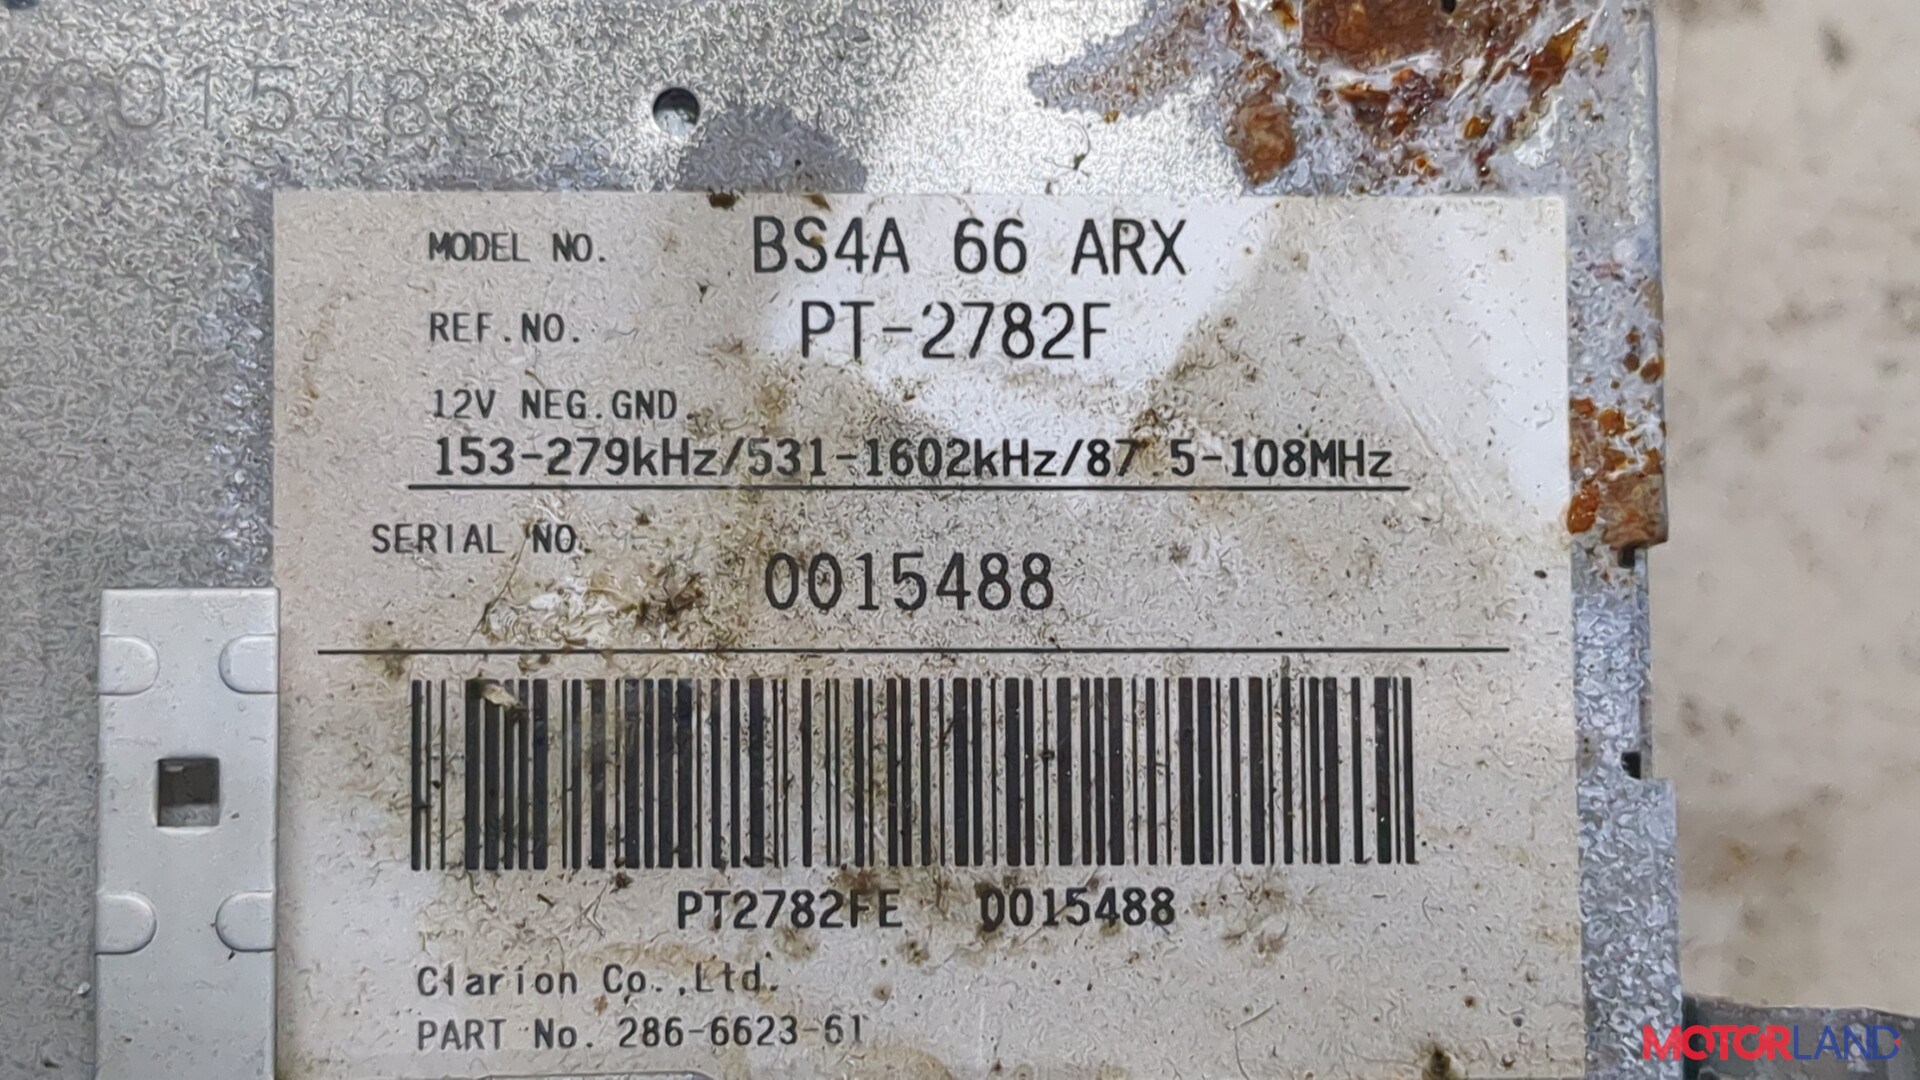 78015488
MODEL NO. BS4A 66 ARX
REF.NO. PT-2782F
12V NEG.GND.
153-279kHz/531-1602kHz/87.5-108MHz
SERIAL NO. 0015488
PT2782FE 0015488
Clarion Co.,Ltd.
PART No. 286-6623-61
MOTORLAND